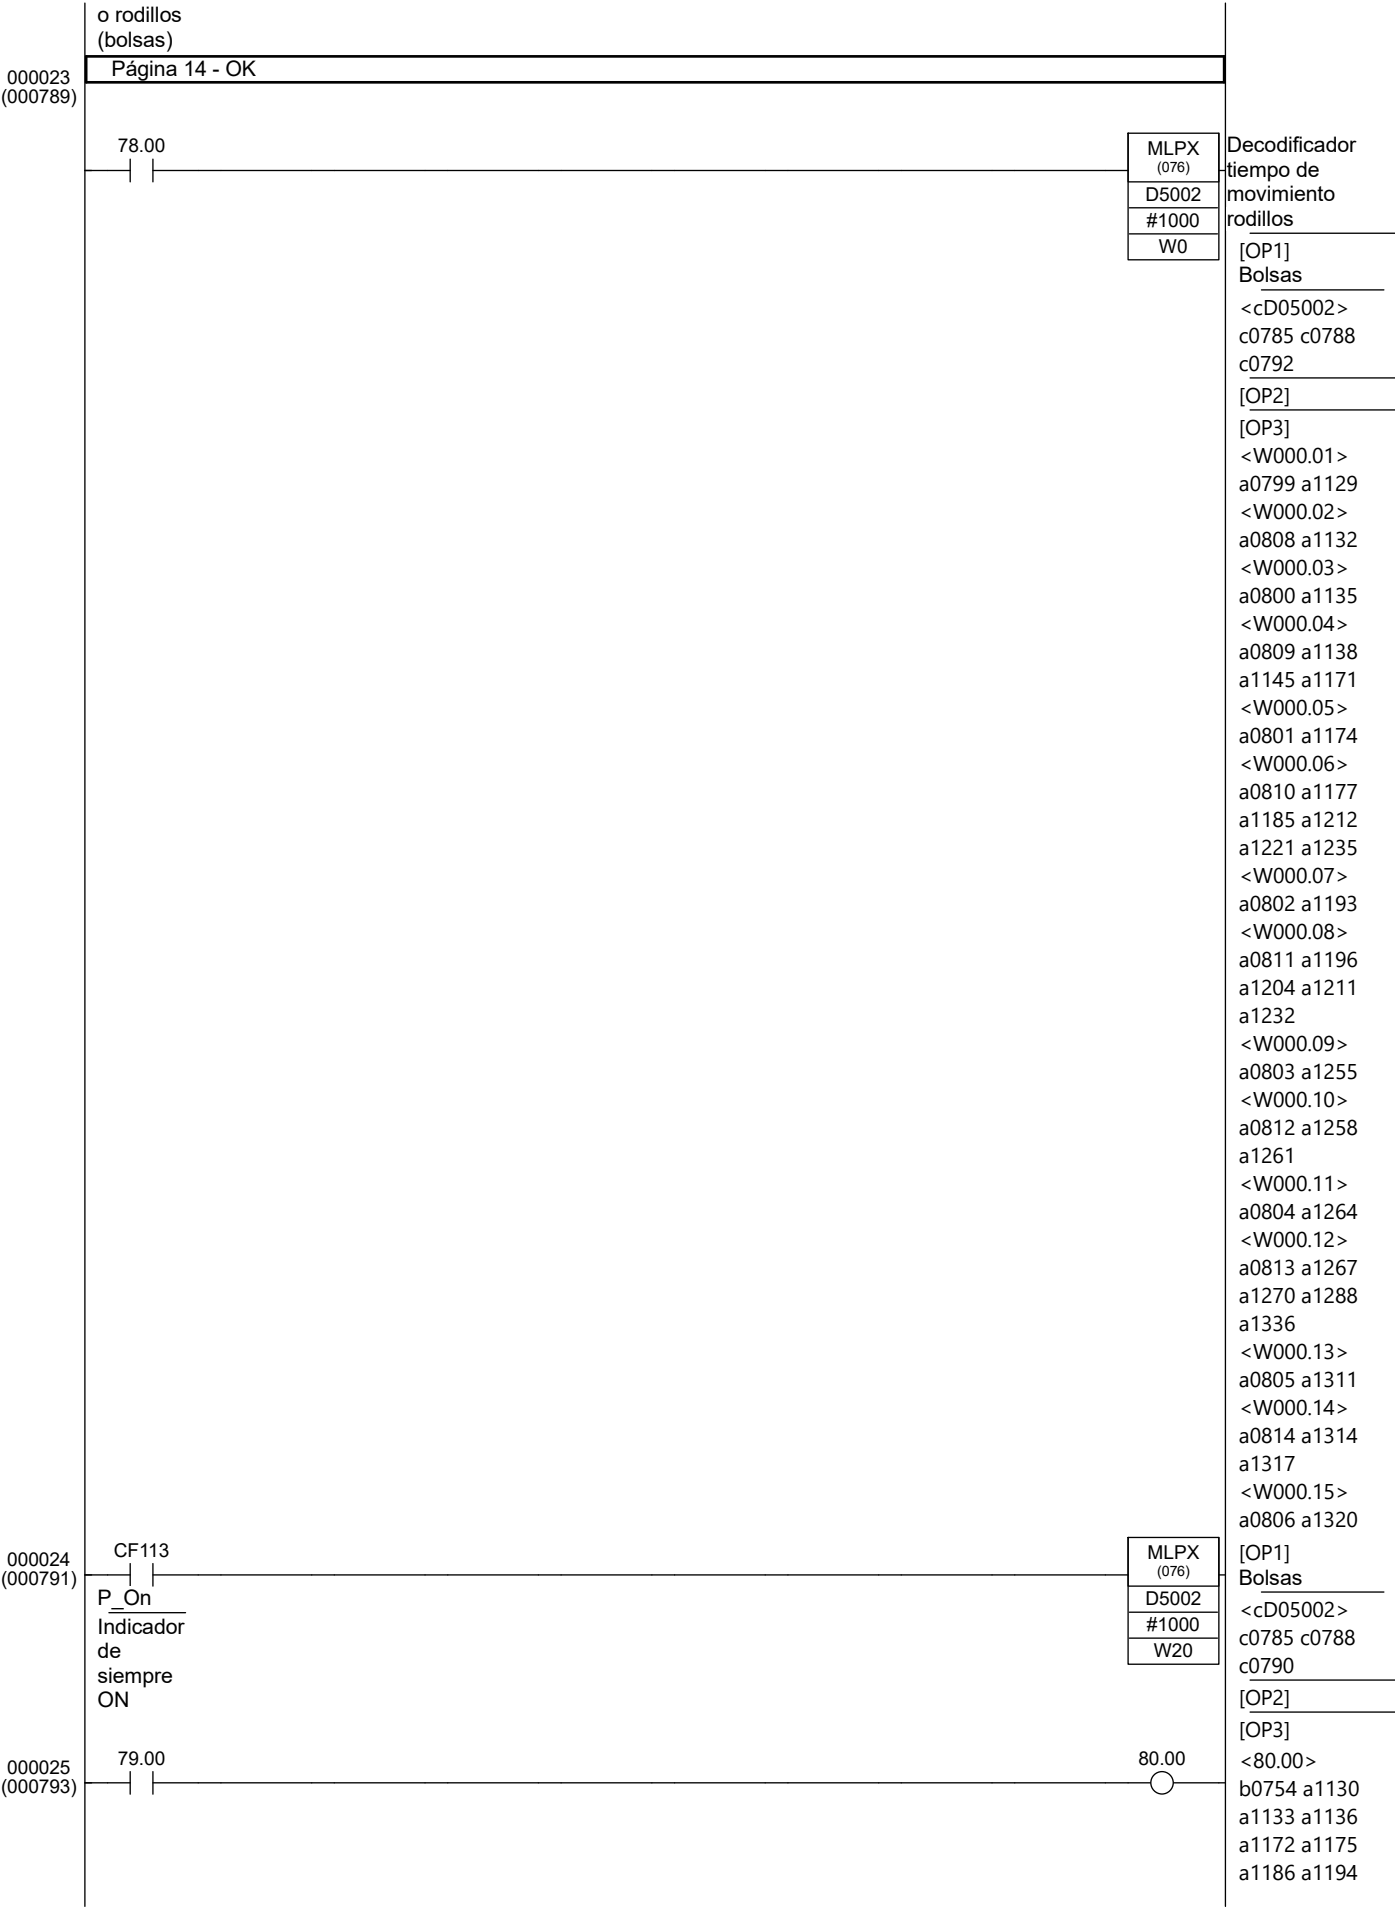 o rodillos
(bolsas)
000023
(000789)
Página 14 - OK
78.00
MLPX
(076)
D5002
#1000
W0
Decodificador
tiempo de
movimiento
rodillos
[OP1]
Bolsas
<cD05002>
c0785 c0788
c0792
[OP2]
[OP3]
<W000.01>
a0799 a1129
<W000.02>
a0808 a1132
<W000.03>
a0800 a1135
<W000.04>
a0809 a1138
a1145 a1171
<W000.05>
a0801 a1174
<W000.06>
a0810 a1177
a1185 a1212
a1221 a1235
<W000.07>
a0802 a1193
<W000.08>
a0811 a1196
a1204 a1211
a1232
<W000.09>
a0803 a1255
<W000.10>
a0812 a1258
a1261
<W000.11>
a0804 a1264
<W000.12>
a0813 a1267
a1270 a1288
a1336
<W000.13>
a0805 a1311
<W000.14>
a0814 a1314
a1317
<W000.15>
a0806 a1320
000024
(000791)
CF113
P_On
Indicador
de
siempre
ON
MLPX
(076)
D5002
#1000
W20
[OP1]
Bolsas
<cD05002>
c0785 c0788
c0790
[OP2]
[OP3]
000025
(000793)
79.00
80.00
<80.00>
b0754 a1130
a1133 a1136
a1172 a1175
a1186 a1194